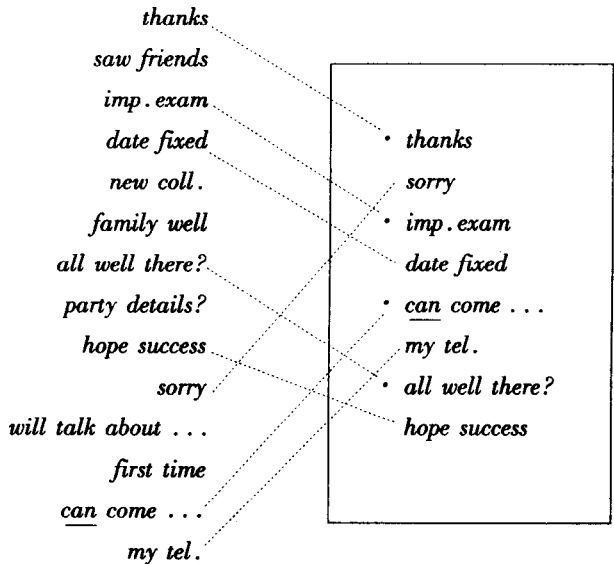 thanks
saw friends
imp. exam
date fixed
new coll.
family well
all well there?
party details?
hope success
sorry
will talk about ...
first time
can come ...
my tel.
• thanks
sorry
• imp. exam
date fixed
• can come ...
my tel.
• all well there?
hope success